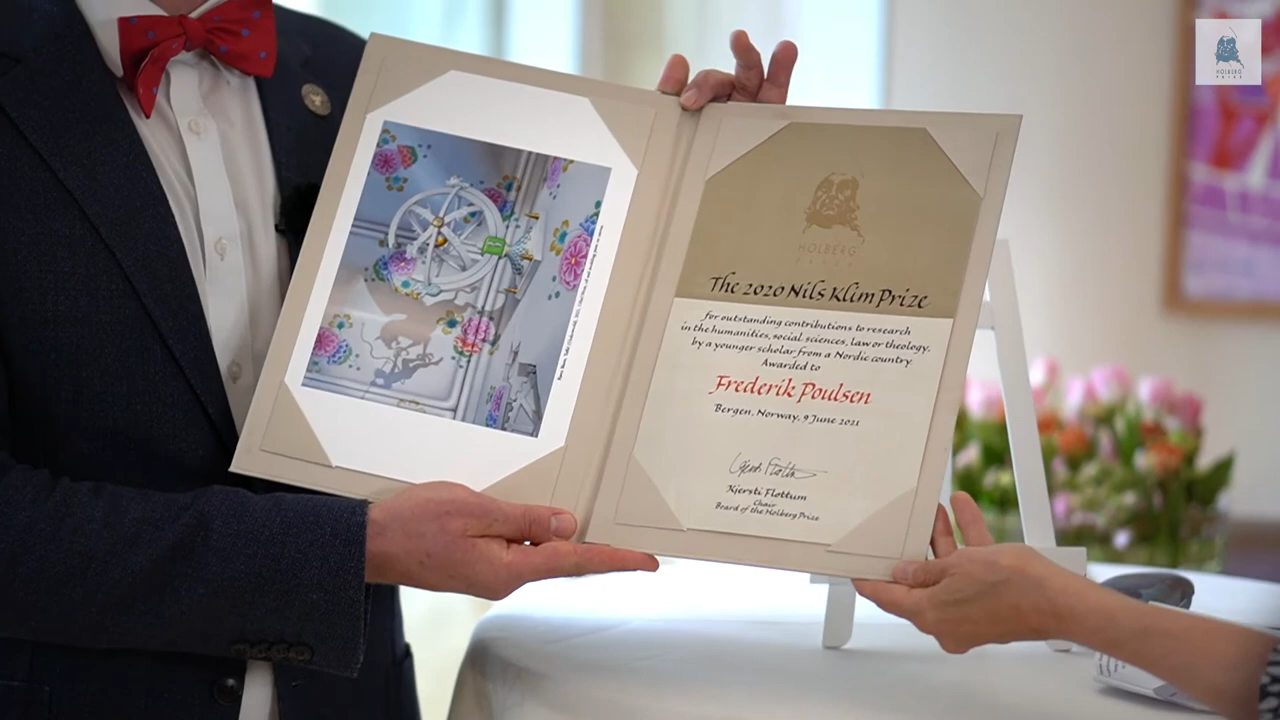 HOLBERG
PRIZE
HOLBERG
PRIZE
The 2020 Nils Klim Prize
for outstanding contributions to research
in the humanities, social sciences, law or theology,
by a younger scholar from a Nordic country.
Awarded to
Frederik Poulsen
Bergen, Norway, 9 June 2021
Kjersti Fløttum
Chair
Board of the Holberg Prize